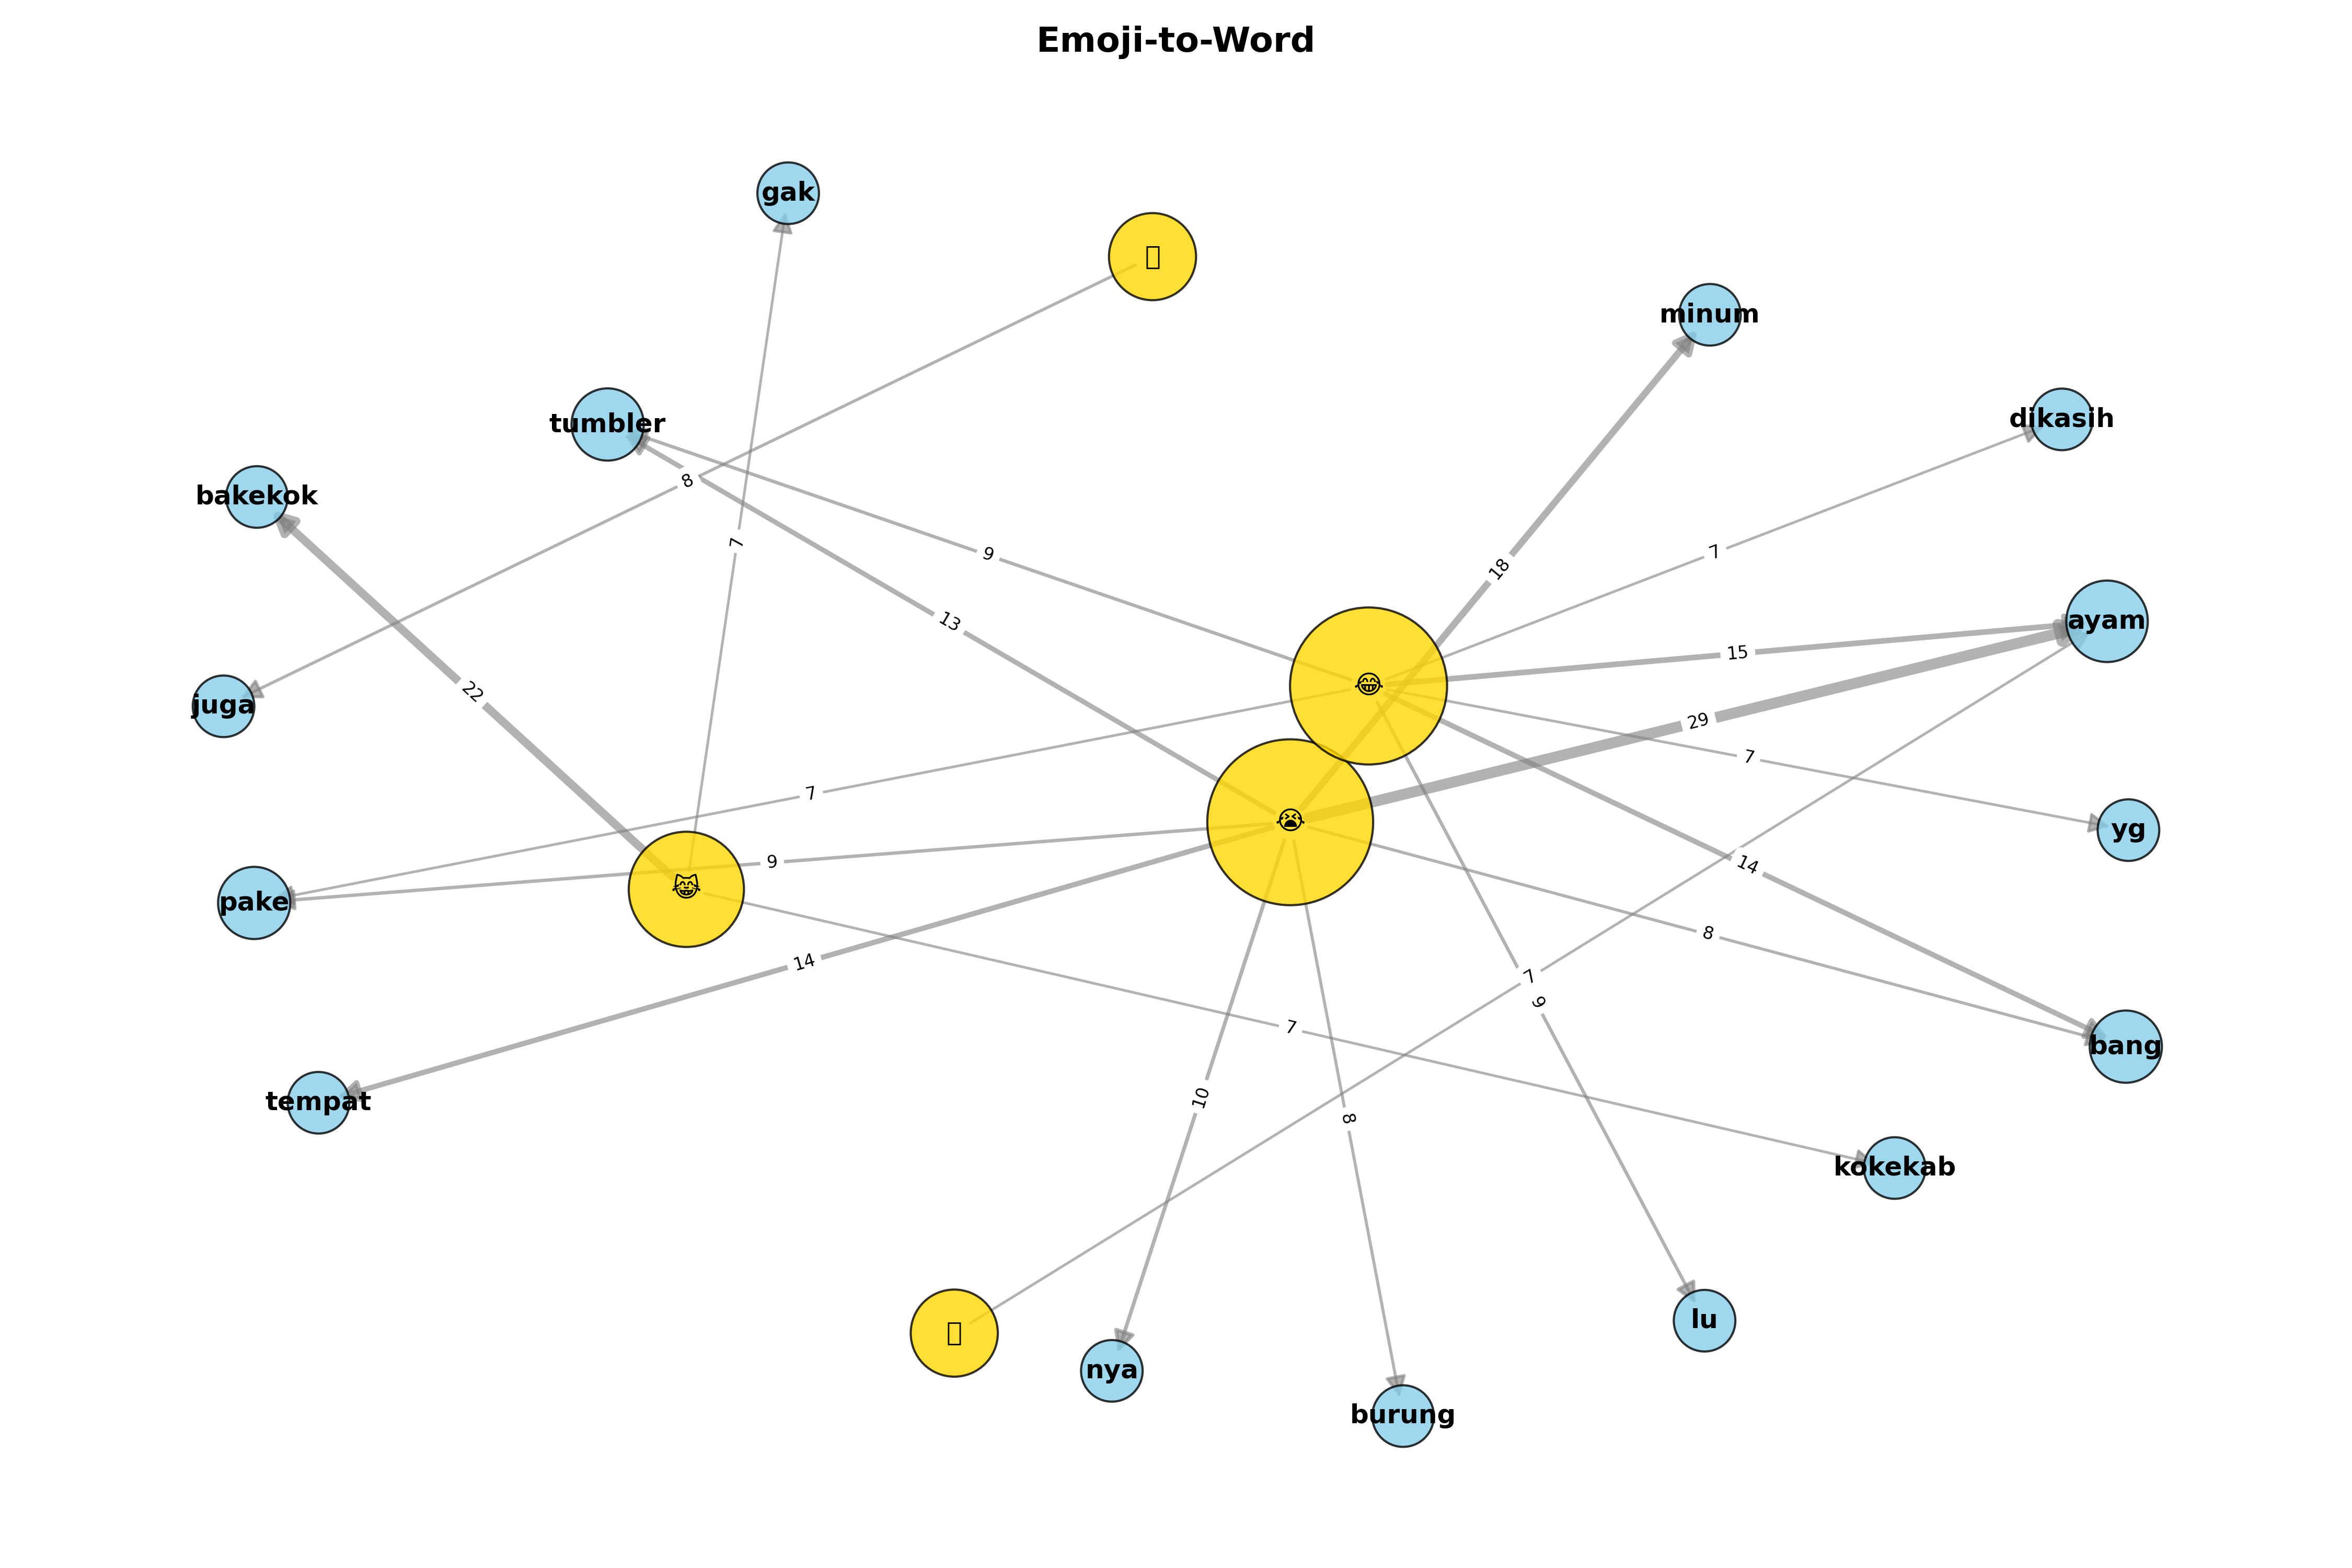 Emoji-to-Word
gak
minum
dikasih
tumbler
8
bakekok
7
9
18
7
ayam
13
15
juga
22
😂
29
7
7
😭
yg
9
😹
14
pake
8
14
7
9
bang
7
tempat
10
8
kokekab
lu
nya
burung